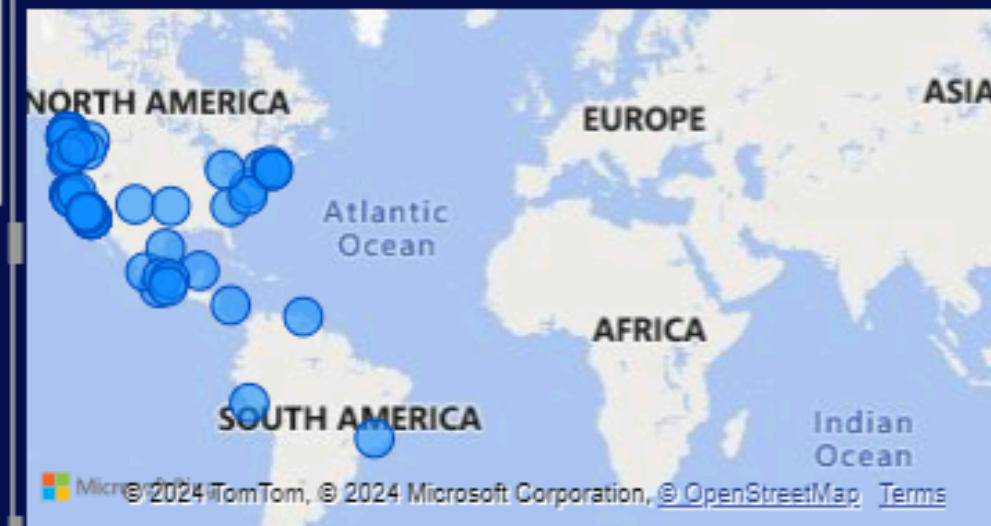 NORTH AMERICA
EUROPE
ASIA
Atlantic
Ocean
AFRICA
SOUTH AMERICA
Indian
Ocean
© 2024 TomTom, © 2024 Microsoft Corporation, © OpenStreetMap Terms